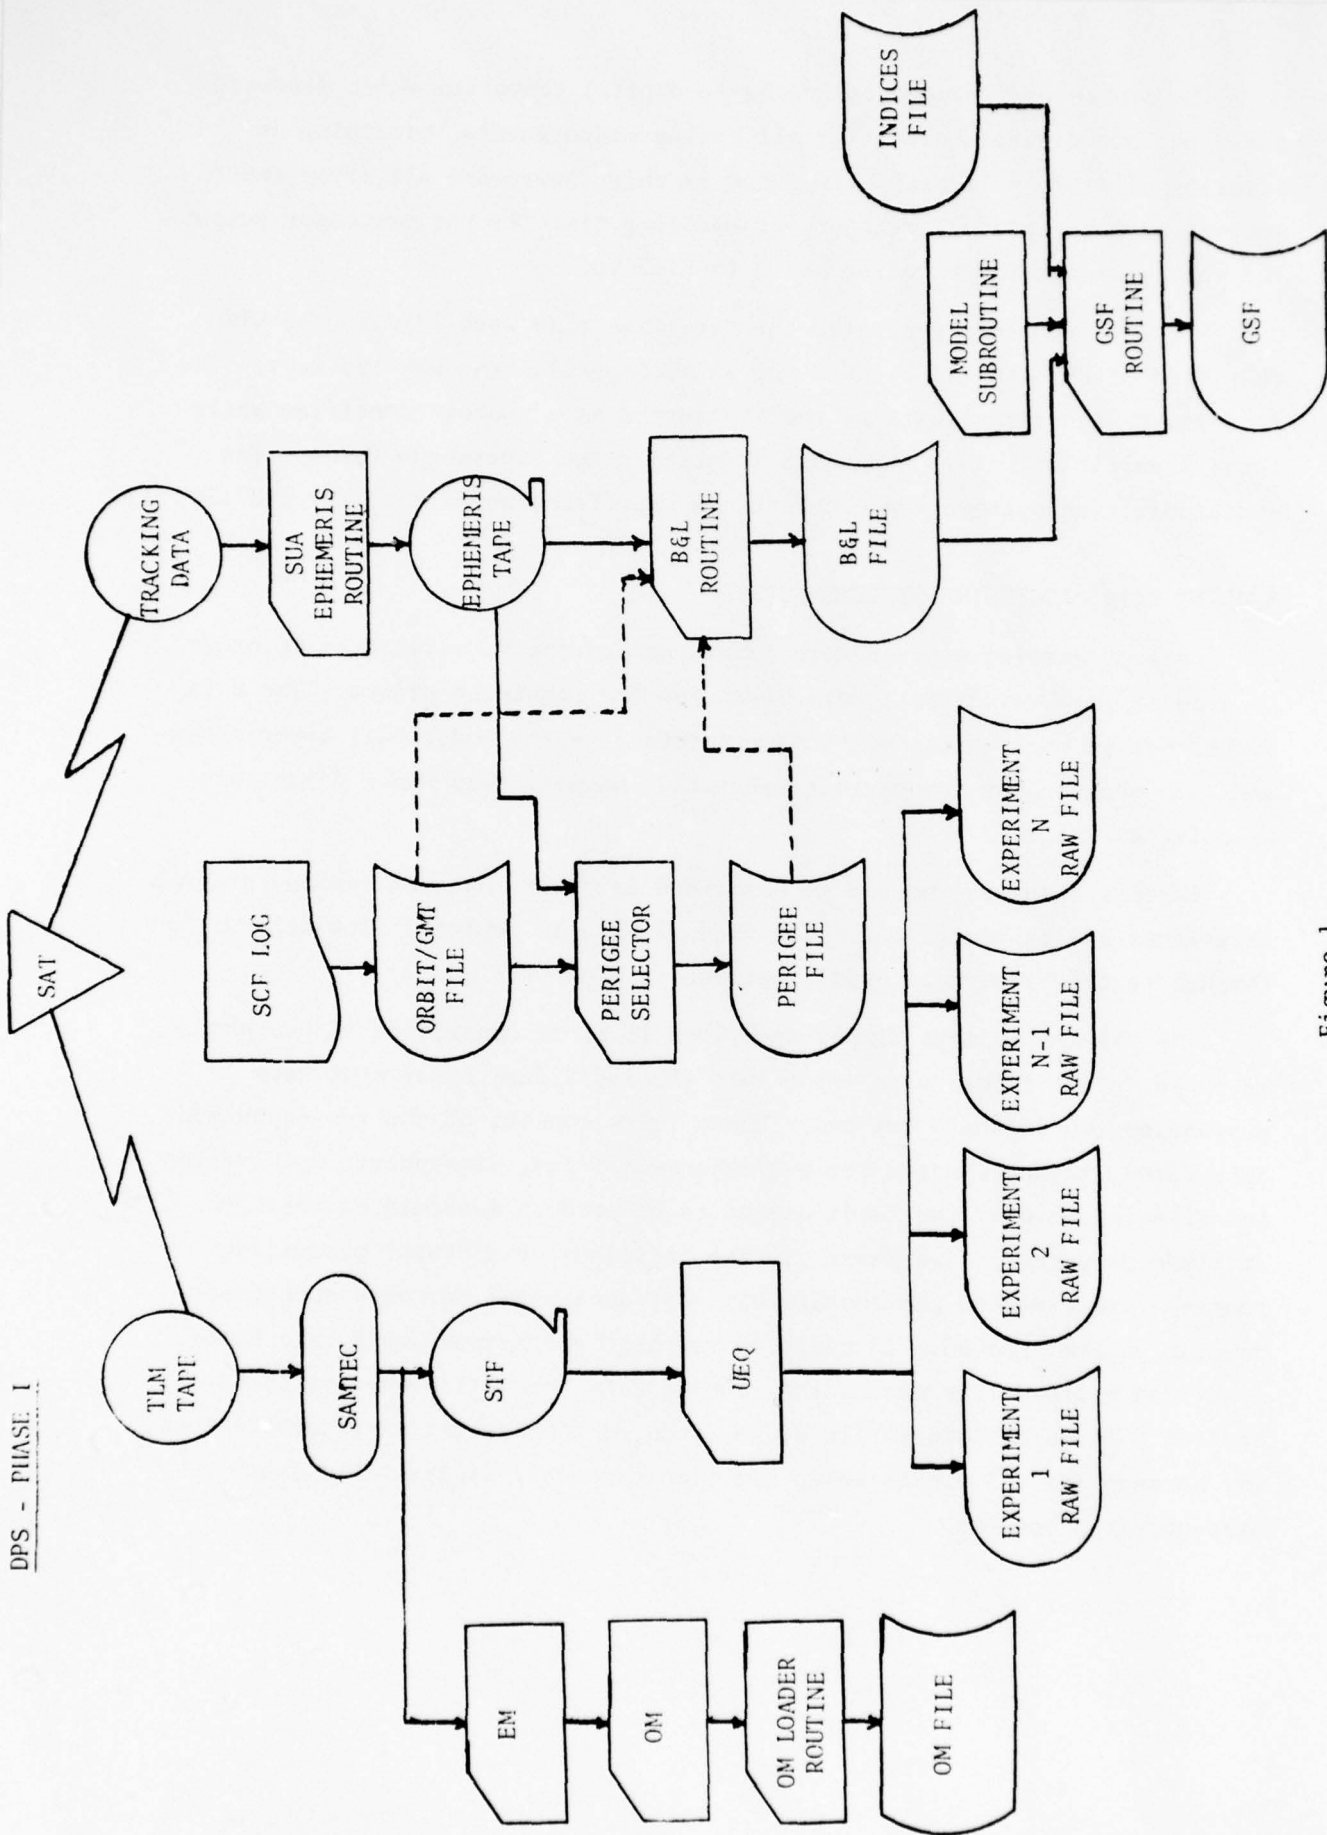 DPS - PHASE 1
SAT
TLM
TAPE
SAMTEC
STF
UEQ
EXPERIMENT
1
RAW FILE
EXPERIMENT
2
RAW FILE
EXPERIMENT
N-1
RAW FILE
EXPERIMENT
N
RAW FILE
EM
OM
OM LOADER
ROUTINE
OM FILE
SCF LOG
ORBIT/GMT
FILE
PERIGEE
SELECTOR
PERIGEE
FILE
TRACKING
DATA
SUA
EPHEMERIS
ROUTINE
EPHEMERIS
TAPE
B&L
ROUTINE
B&L
FILE
INDICES
FILE
MODEL
SUBROUTINE
GSF
ROUTINE
GSF
Figure 1